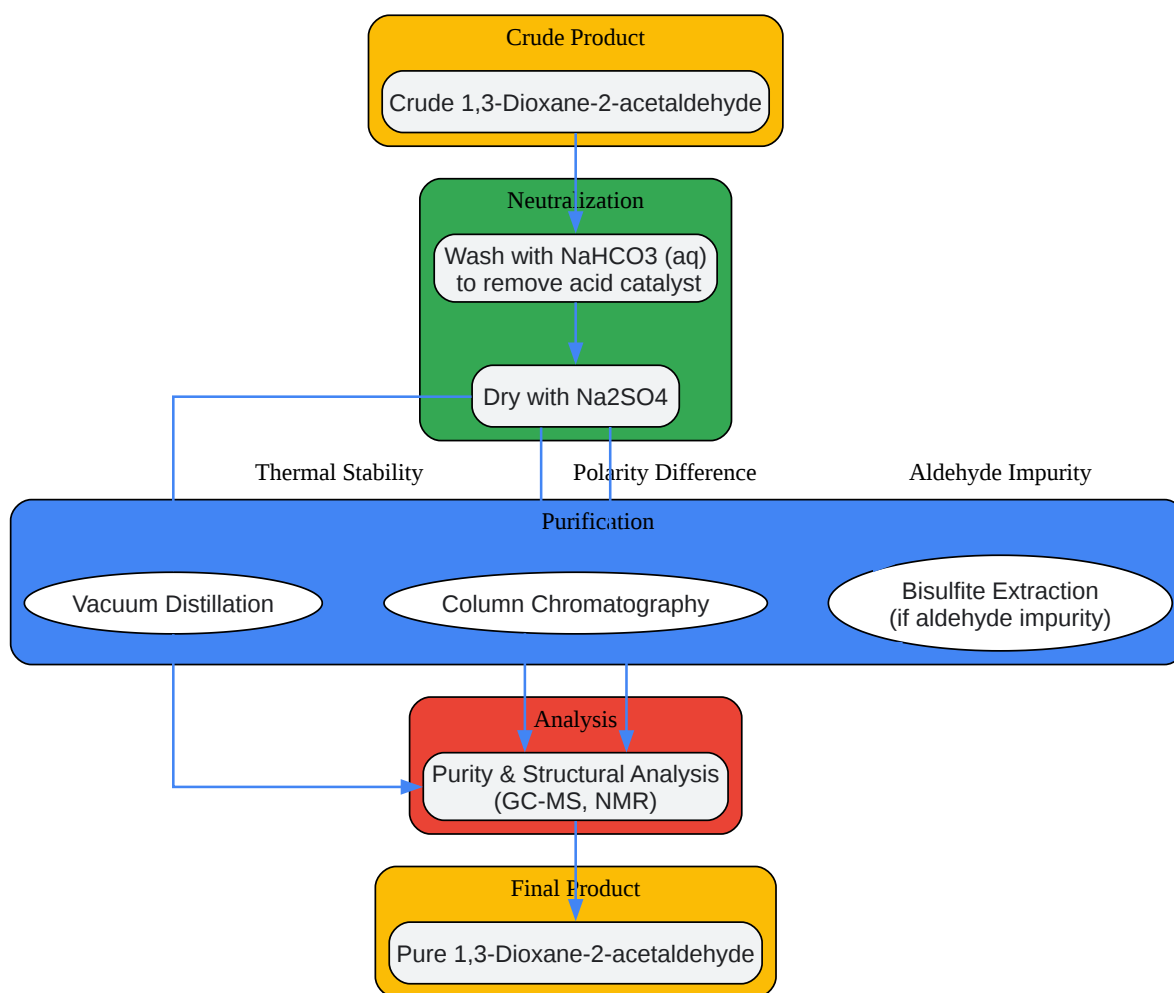 Crude Product
Crude 1,3-Dioxane-2-acetaldehyde
Neutralization
Wash with NaHCO3 (aq)
to remove acid catalyst
Dry with Na2SO4
Thermal Stability
Polarity Difference
Aldehyde Impurity
Purification
Vacuum Distillation
Column Chromatography
Bisulfite Extraction
(if aldehyde impurity)
Analysis
Purity & Structural Analysis
(GC-MS, NMR)
Final Product
Pure 1,3-Dioxane-2-acetaldehyde